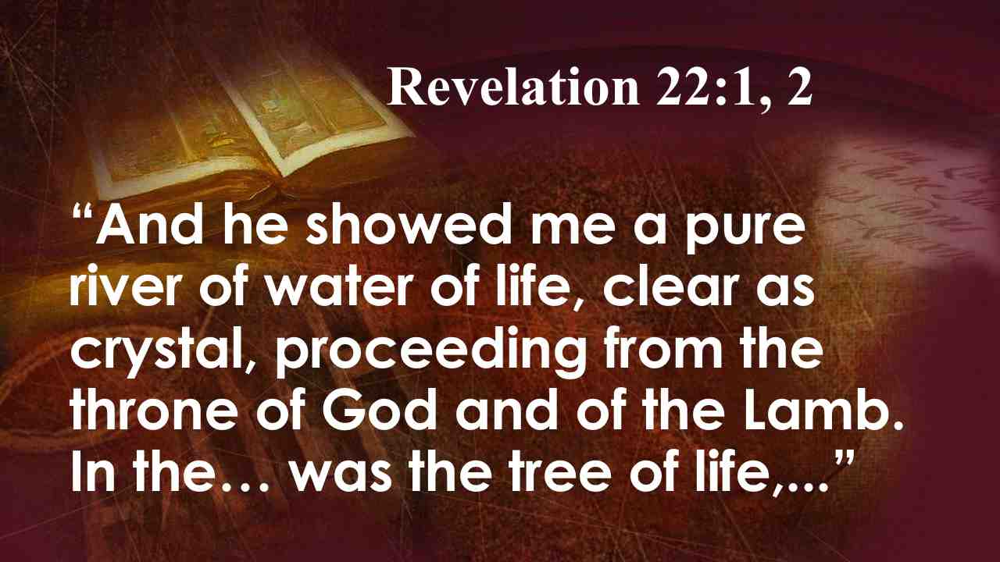 Revelation 22:1, 2
“And he showed me a pure
river of water of life, clear as
crystal, proceeding from the
throne of God and of the Lamb.
In the… was the tree of life,...”